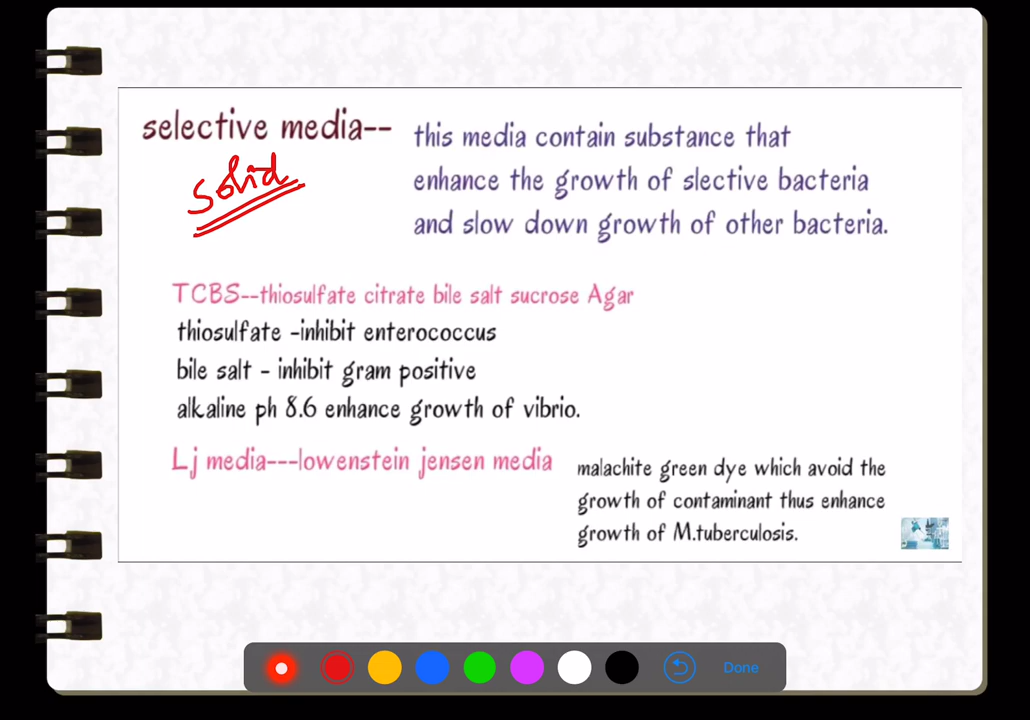 selective media--
solid
this media contain substance that
enhance the growth of slective bacteria
and slow down growth of other bacteria.
TCBS--thiosulfate citrate bile salt sucrose Agar
thiosulfate -inhibit enterococcus
bile salt - inhibit gram positive
alkaline ph 8.6 enhance growth of vibrio.
Lj media---lowenstein jensen media
malachite green dye which avoid the
growth of contaminant thus enhance
growth of M.tuberculosis.
Done